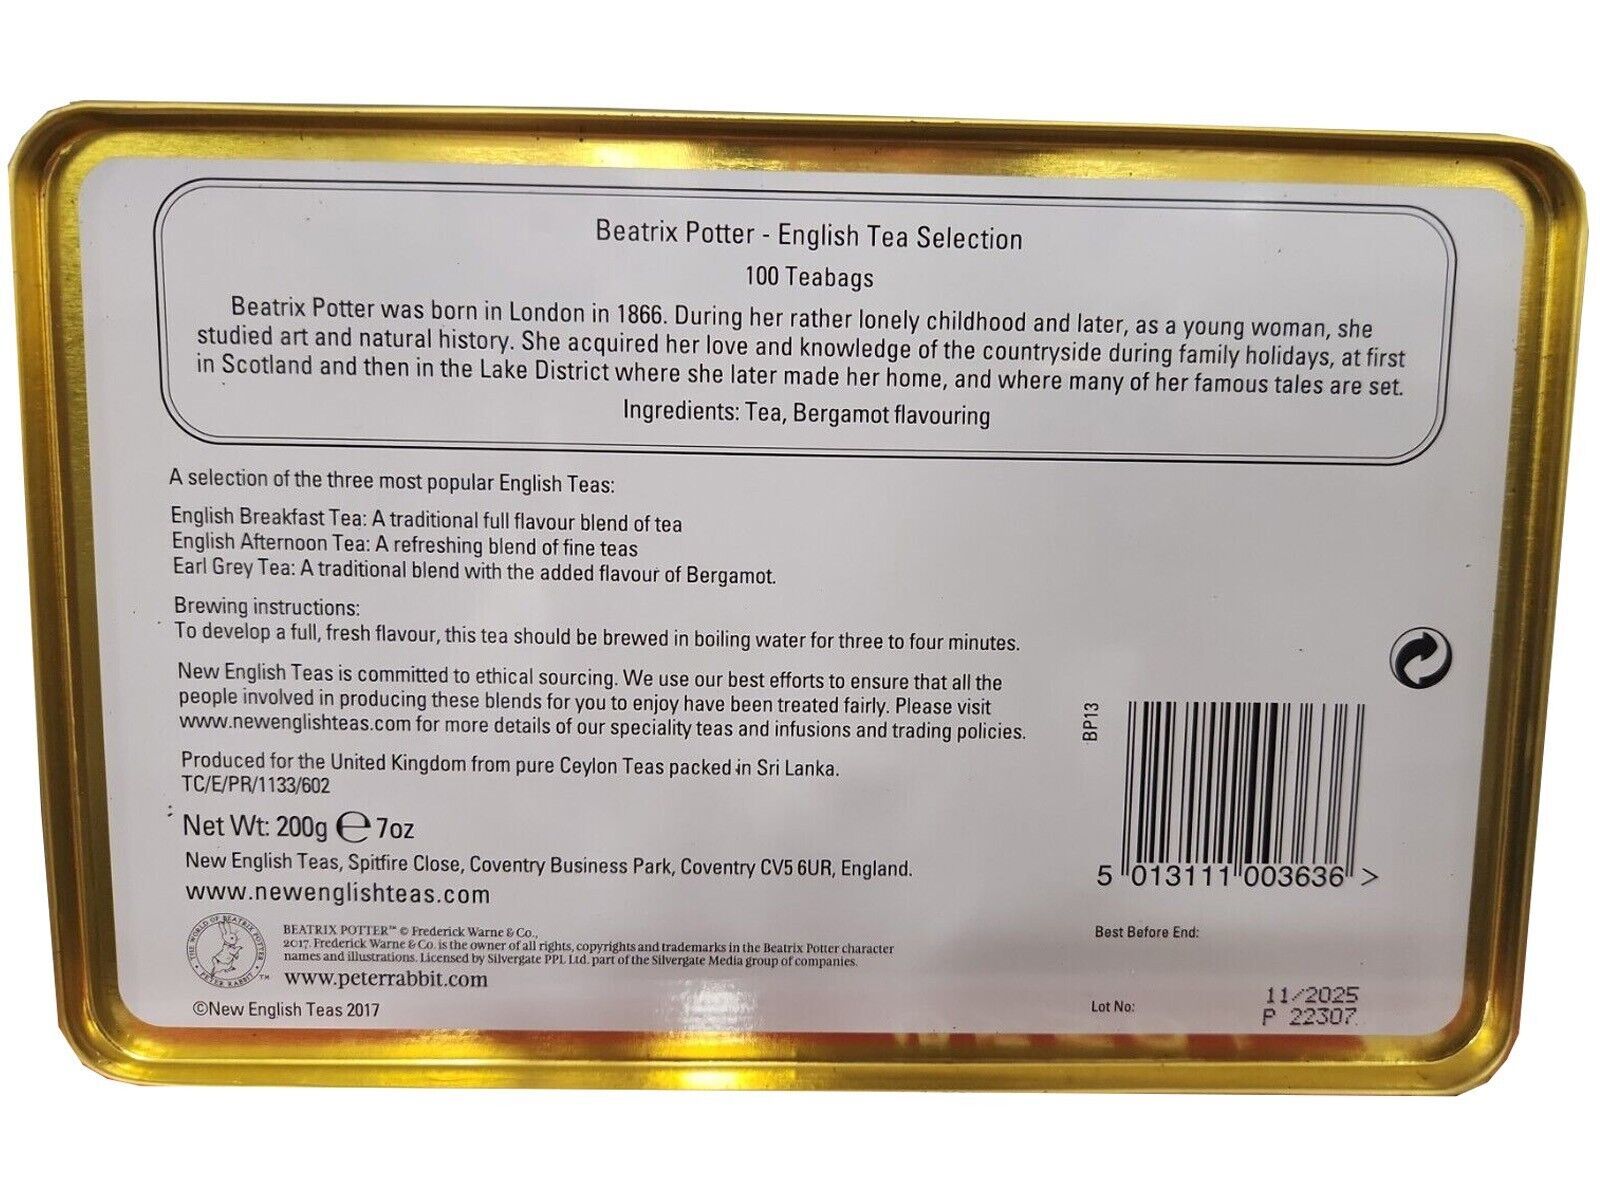 Beatrix Potter - English Tea Selection
100 Teabags
Beatrix Potter was born in London in 1866. During her rather lonely childhood and later, as a young woman, she
studied art and natural history. She acquired her love and knowledge of the countryside during family holidays, at first
in Scotland and then in the Lake District where she later made her home, and where many of her famous tales are set.
Ingredients: Tea, Bergamot flavouring
A selection of the three most popular English Teas:
English Breakfast Tea: A traditional full flavour blend of tea
English Afternoon Tea: A refreshing blend of fine teas
Earl Grey Tea: A traditional blend with the added flavour of Bergamot.
Brewing instructions:
To develop a full, fresh flavour, this tea should be brewed in boiling water for three to four minutes.
New English Teas is committed to ethical sourcing. We use our best efforts to ensure that all the
people involved in producing these blends for you to enjoy have been treated fairly. Please visit
www.newenglishteas.com for more details of our speciality teas and infusions and trading policies.
Produced for the United Kingdom from pure Ceylon Teas packed in Sri Lanka.
TC/E/PR/1133/602
Net Wt: 200g ℮ 7oz
New English Teas, Spitfire Close, Coventry Business Park, Coventry CV5 6UR, England.
www.newenglishteas.com
THE WORLD OF BEATRIX POTTER
PETER RABBIT ™
BEATRIX POTTER™ © Frederick Warne & Co.,
2017. Frederick Warne & Co. is the owner of all rights, copyrights and trademarks in the Beatrix Potter character
names and illustrations. Licensed by Silvergate PPL Ltd. part of the Silvergate Media group of companies.
www.peterrabbit.com
©New English Teas 2017
BP13
5 013111 003636 >
Best Before End:
11/2025
Lot No:
P 22307